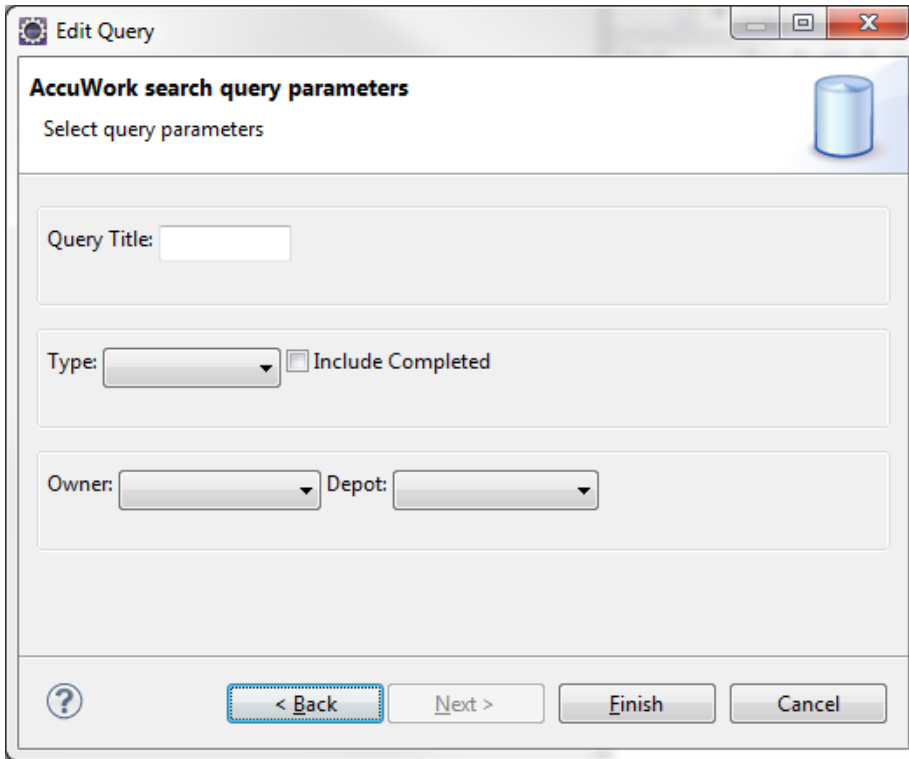 Edit Query
AccuWork search query parameters
Select query parameters
Query Title:
Type: Include Completed
Owner: Depot:
? < Back Next > Finish Cancel